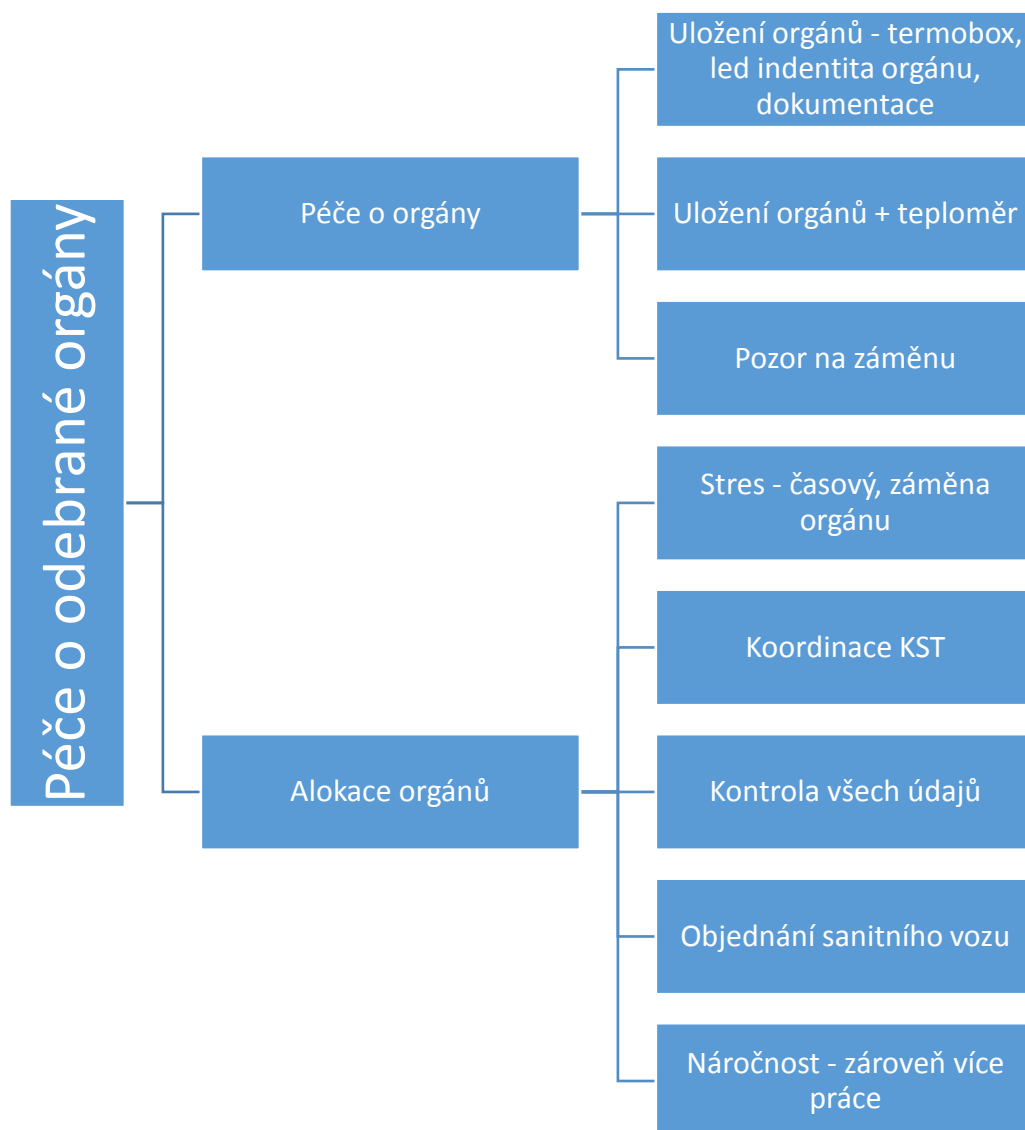 Péče o odebrané orgány
Péče o orgány
Uložení orgánů - termobox,
led indentita orgánu,
dokumentace
Uložení orgánů + teploměr
Pozor na záměnu
Alokace orgánů
Stres - časový, záměna
orgánu
Koordinace KST
Kontrola všech údajů
Objednání sanitního vozu
Náročnost - zároveň více
práce